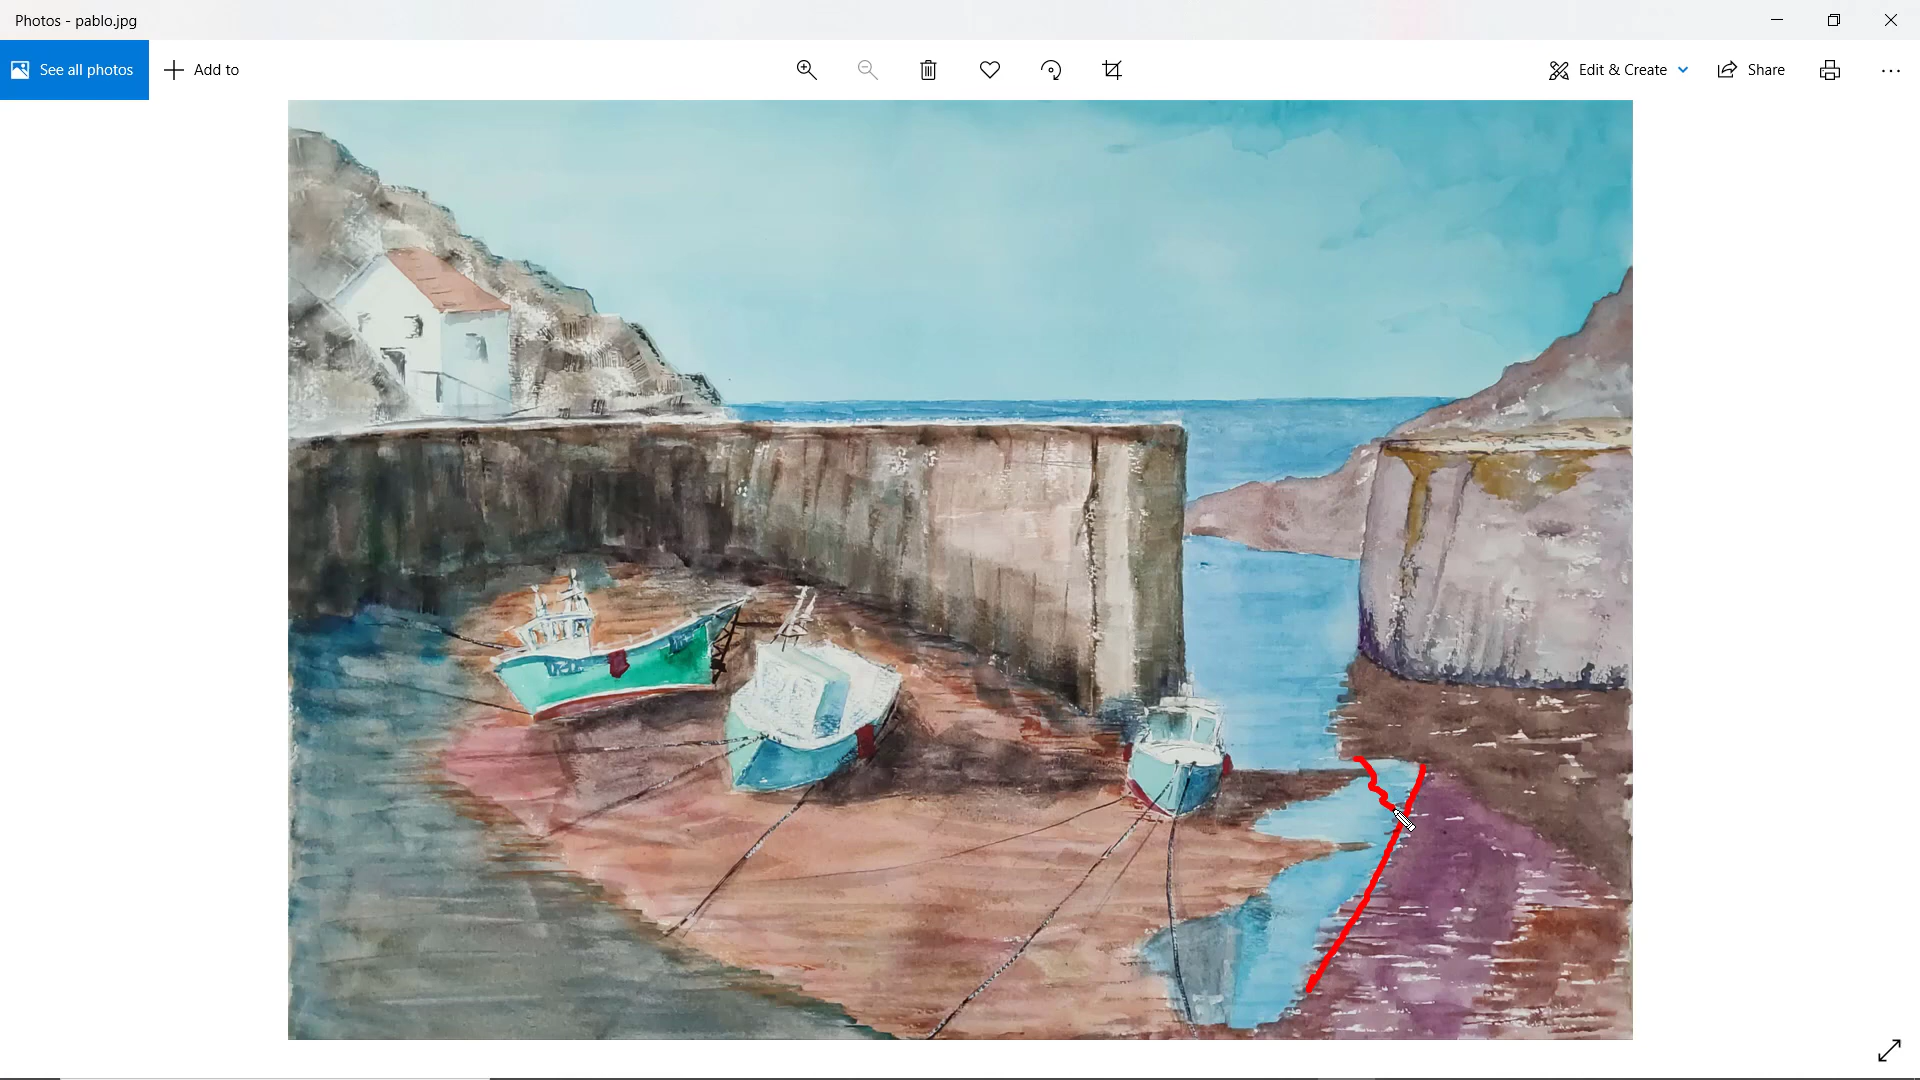 Photos - pablo.jpg
See all photos
Add to
Edit & Create
Share